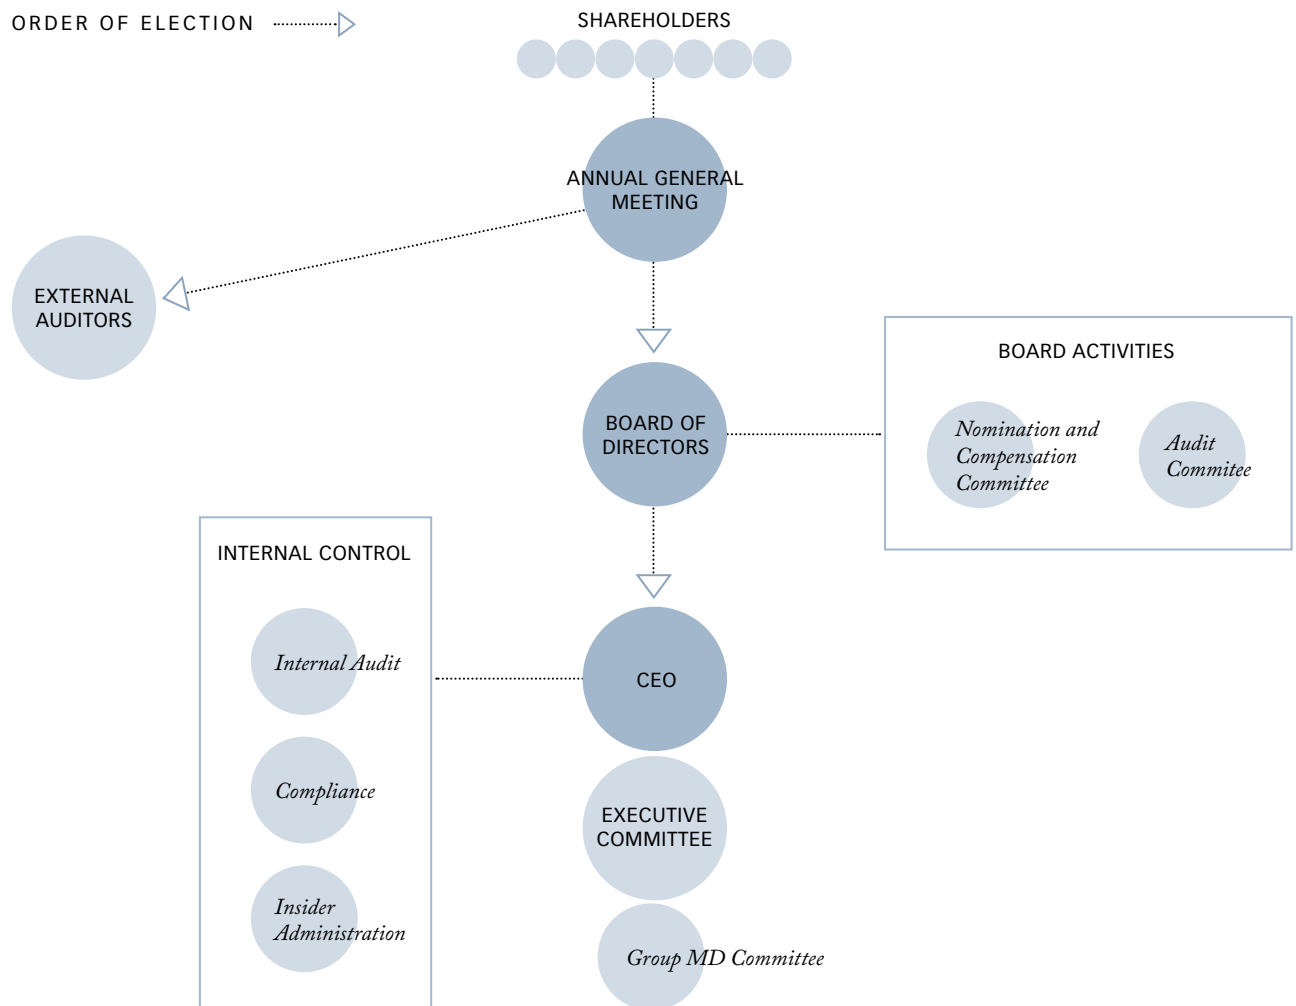 ORDER OF ELECTION
SHAREHOLDERS
ANNUAL GENERAL
MEETING
EXTERNAL
AUDITORS
BOARD OF
DIRECTORS
BOARD ACTIVITIES
Nomination and
Compensation
Committee
Audit
Commitee
INTERNAL CONTROL
Internal Audit
Compliance
Insider
Administration
CEO
EXECUTIVE
COMMITTEE
Group MD Committee